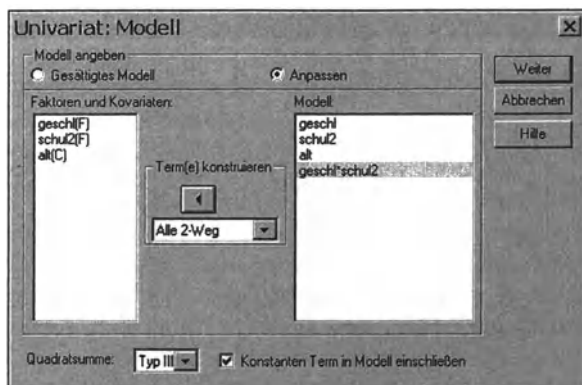 Univariat: Modell
Modell angeben
Gesättigtes Modell
Anpassen
Weiter
Abbrechen
Hilfe
Faktoren und Kovariaten:
geschl(F)
schul2(F)
alt(C)
Term(e) konstruieren
Alle 2-Weg
Modell:
geschl
schul2
alt
geschl*schul2
Quadratsumme: Typ III
Konstanten Term in Modell einschließen